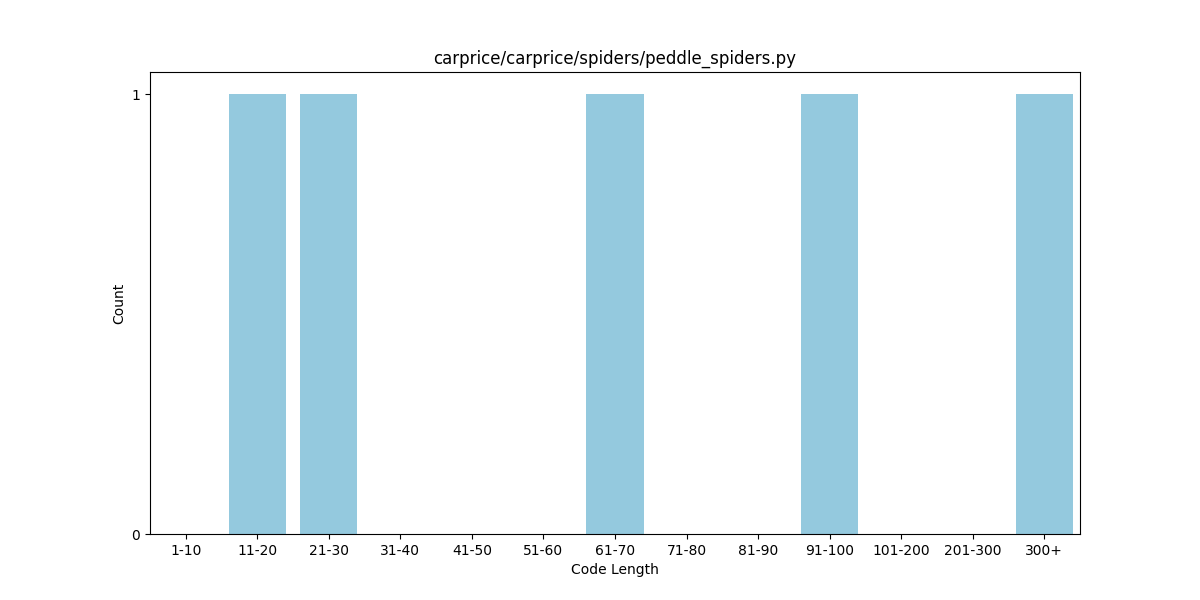 carprice/carprice/spiders/peddle_spiders.py
1
Count
0
1-10 11-20 21-30 31-40 41-50 51-60 61-70 71-80 81-90 91-100 101-200 201-300 300+
Code Length